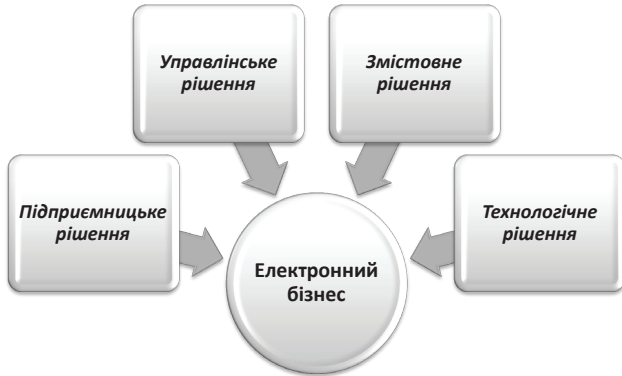 Управлінське
рішення
Змістовне
рішення
Підприємницьке
рішення
Технологічне
рішення
Електронний
бізнес